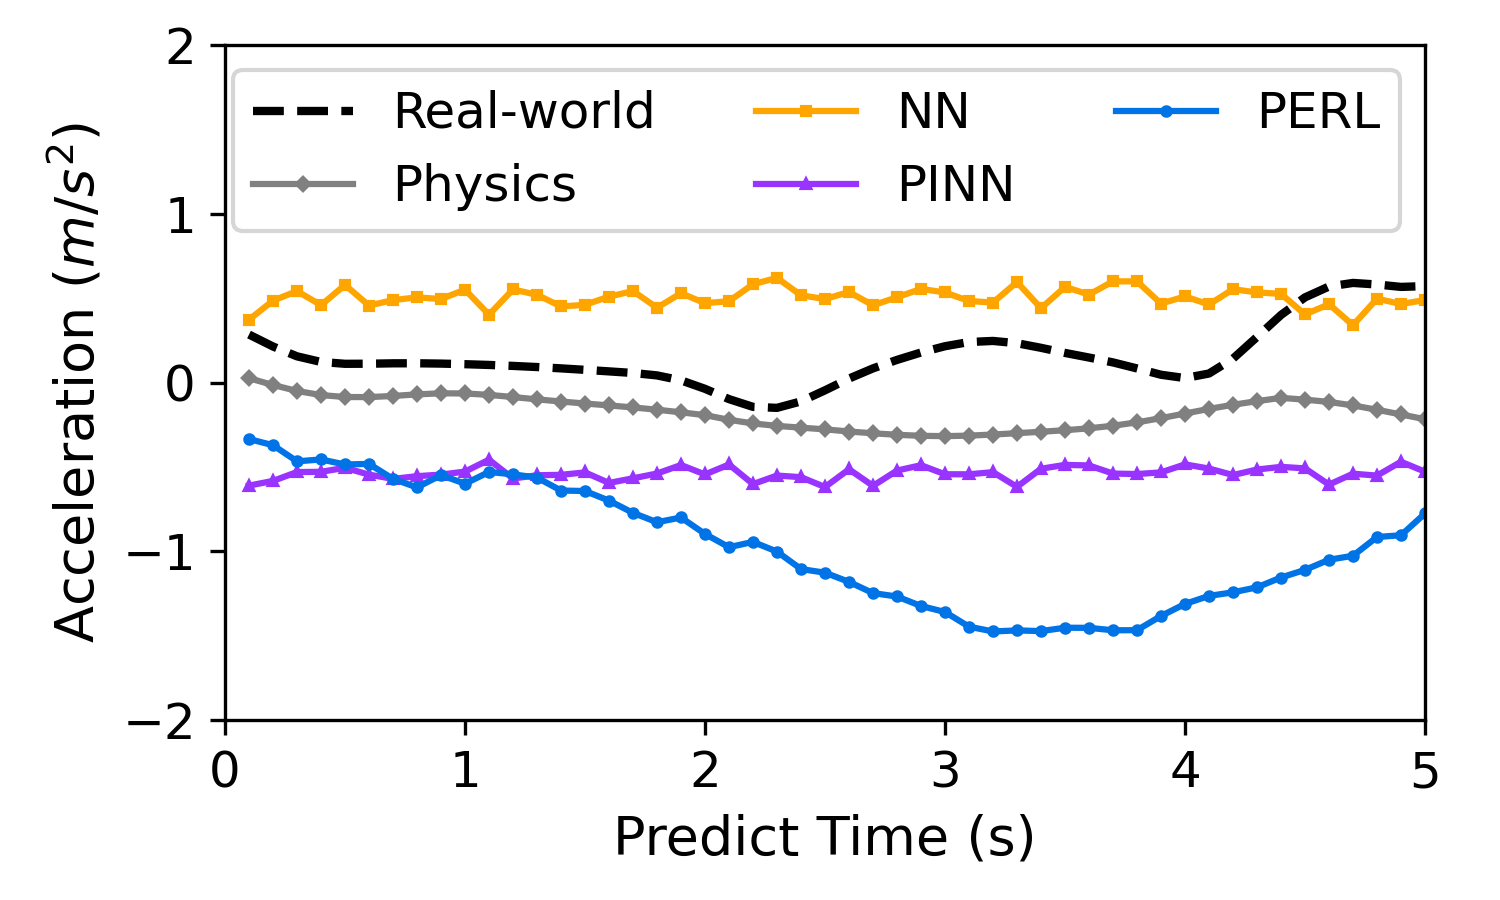 2
1
0
−1
−2
Acceleration (m/s²)
Real-world
Physics
NN
PINN
PERL
0 1 2 3 4 5
Predict Time (s)